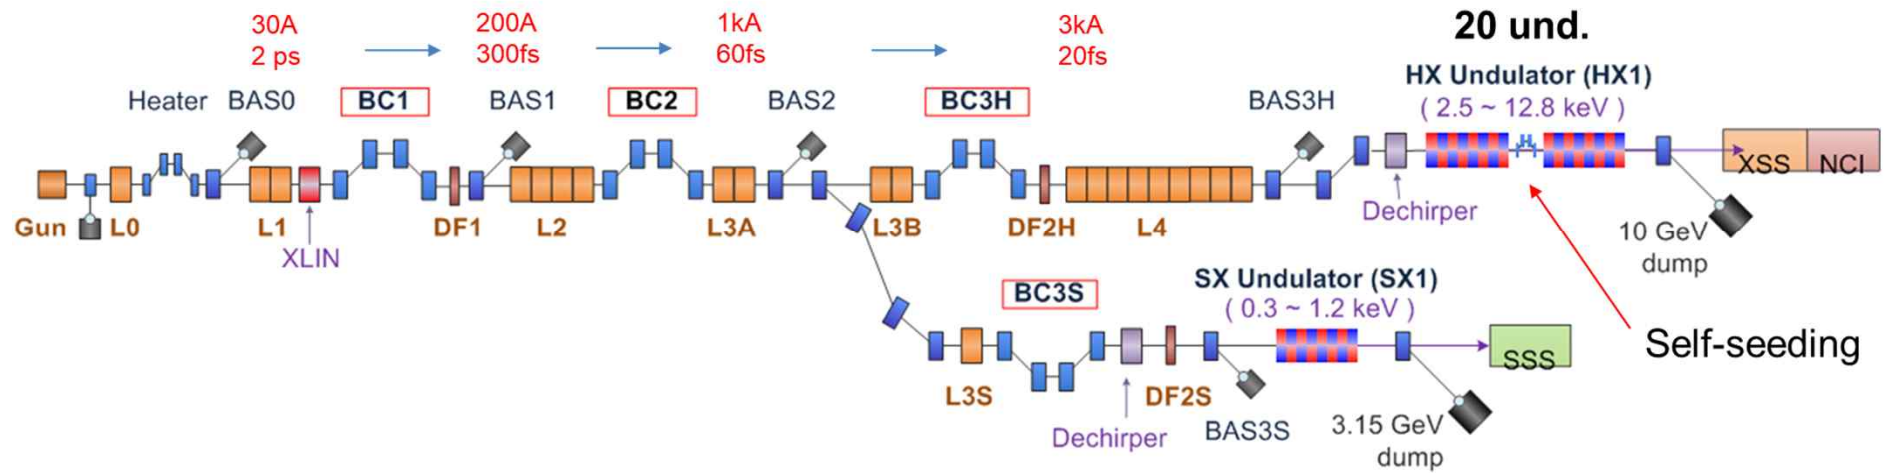 30A
2 ps
200A
300fs
1kA
60fs
3kA
20fs
20 und.
HX Undulator (HX1)
( 2.5 ~ 12.8 keV )
Heater BAS0 BC1 BAS1 BC2 BAS2 BC3H BAS3H
XSS NCI
Gun L0 L1 DF1 L2 L3A L3B DF2H L4
XLIN
Dechirper
10 GeV
dump
BC3S
SX Undulator (SX1)
( 0.3 ~ 1.2 keV )
Self-seeding
SSS
L3S DF2S
Dechirper
BAS3S
3.15 GeV
dump